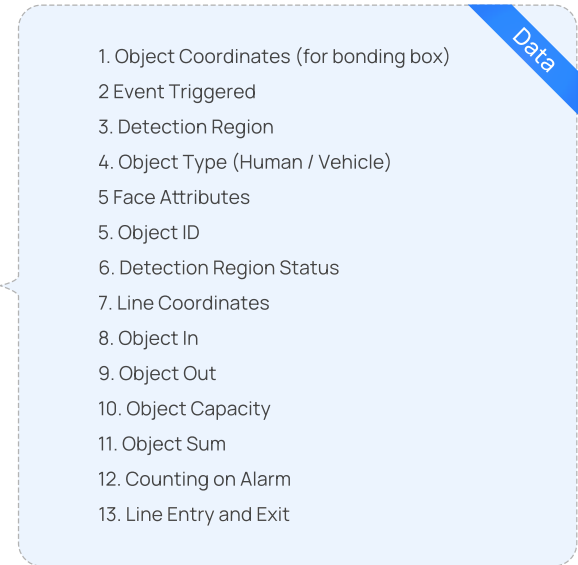 Data
1. Object Coordinates (for bonding box)
2 Event Triggered
3. Detection Region
4. Object Type (Human / Vehicle)
5 Face Attributes
5. Object ID
6. Detection Region Status
7. Line Coordinates
8. Object In
9. Object Out
10. Object Capacity
11. Object Sum
12. Counting on Alarm
13. Line Entry and Exit